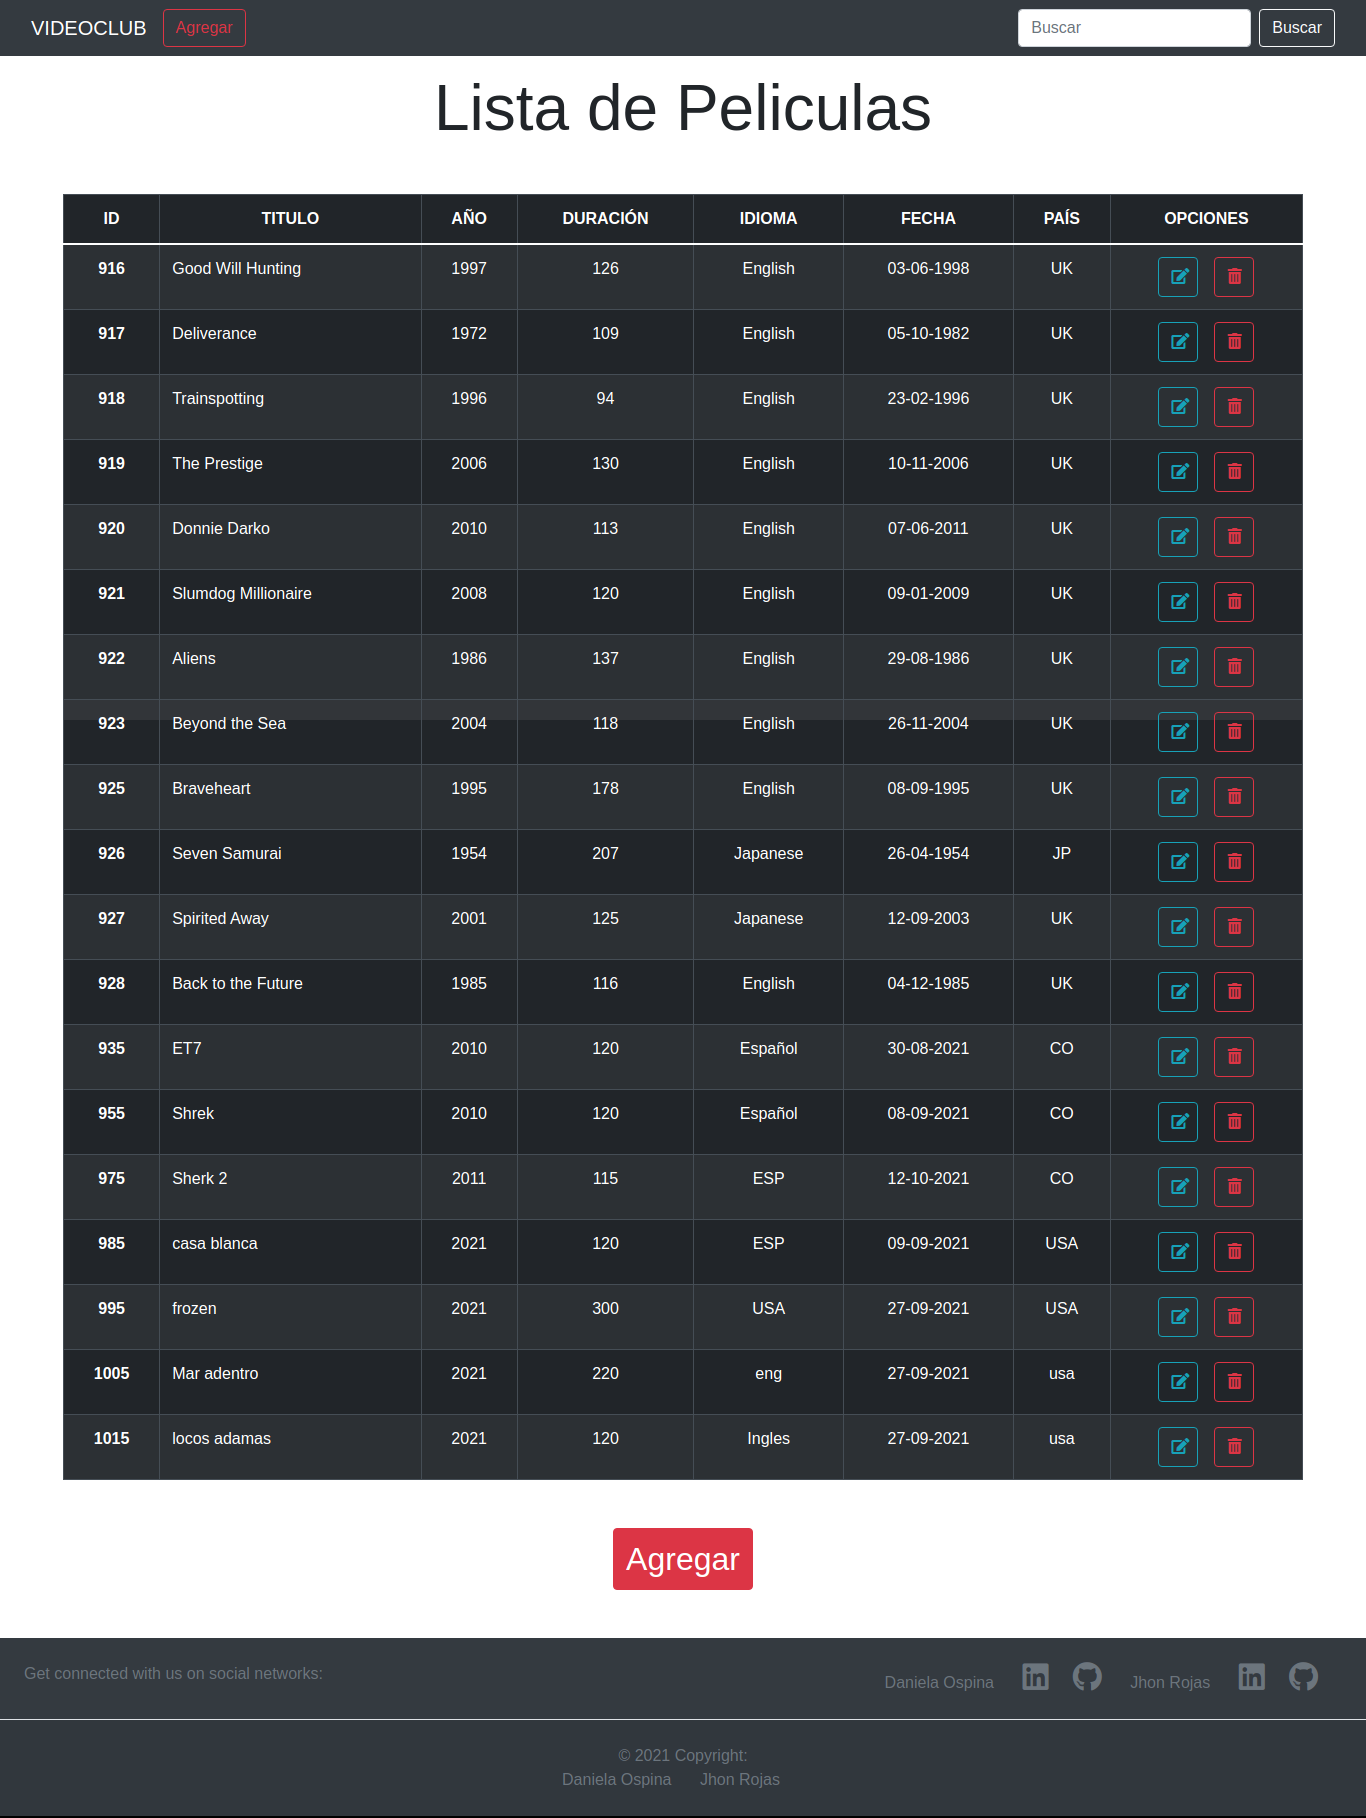 VIDEOCLUB Agregar Buscar Buscar
Lista de Peliculas
ID TITULO AÑO DURACIÓN IDIOMA FECHA PAÍS OPCIONES
916 Good Will Hunting 1997 126 English 03-06-1998 UK
917 Deliverance 1972 109 English 05-10-1982 UK
918 Trainspotting 1996 94 English 23-02-1996 UK
919 The Prestige 2006 130 English 10-11-2006 UK
920 Donnie Darko 2010 113 English 07-06-2011 UK
921 Slumdog Millionaire 2008 120 English 09-01-2009 UK
922 Aliens 1986 137 English 29-08-1986 UK
923 Beyond the Sea 2004 118 English 26-11-2004 UK
925 Braveheart 1995 178 English 08-09-1995 UK
926 Seven Samurai 1954 207 Japanese 26-04-1954 JP
927 Spirited Away 2001 125 Japanese 12-09-2003 UK
928 Back to the Future 1985 116 English 04-12-1985 UK
935 ET7 2010 120 Español 30-08-2021 CO
955 Shrek 2010 120 Español 08-09-2021 CO
975 Sherk 2 2011 115 ESP 12-10-2021 CO
985 casa blanca 2021 120 ESP 09-09-2021 USA
995 frozen 2021 300 USA 27-09-2021 USA
1005 Mar adentro 2021 220 eng 27-09-2021 usa
1015 locos adamas 2021 120 Ingles 27-09-2021 usa
Agregar
Get connected with us on social networks: Daniela Ospina Jhon Rojas
© 2021 Copyright:
Daniela Ospina Jhon Rojas